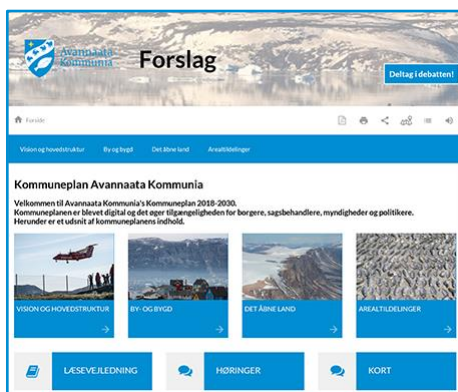 Avannaata
Kommunia
Forslag
Deltag i debatten!
Forside
Vision og hovedstruktur
By og bygd
Det åbne land
Arealtildelinger
Kommuneplan Avannaata Kommunia
Velkommen til Avannaata Kommunia's Kommuneplan 2018-2030.
Kommuneplanen er blevet digital og det øger tilgængeligheden for borgere, sagsbehandlere, myndigheder og politikere.
Herunder er et udsnit af kommuneplanens indhold.
VISION OG HOVEDSTRUKTUR
BY- OG BYGD
DET ÅBNE LAND
AREALTILDELINGER
LÆSEVEJLEDNING
HØRINGER
KORT